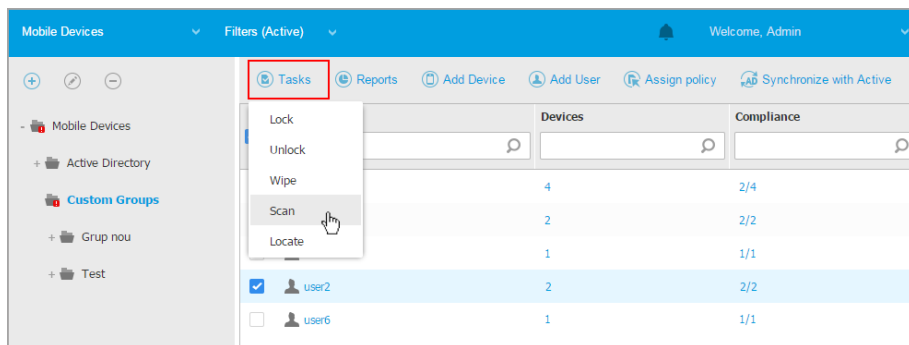 Mobile Devices Filters (Active) Welcome, Admin
Tasks Reports Add Device Add User Assign policy AD Synchronize with Active
Mobile Devices
Active Directory
Custom Groups
Grup nou
Test
Lock
Unlock
Wipe
Scan
Locate
Devices Compliance
4 2/4
2 2/2
1 1/1
user2 2 2/2
user6 1 1/1